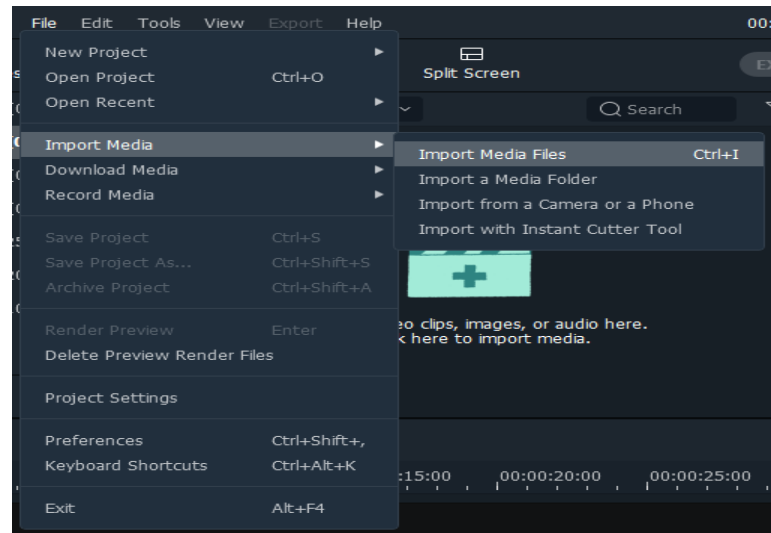 File Edit Tools View Export Help
00:
New Project
Open Project Ctrl+O
Open Recent
Split Screen
Search
Import Media
Download Media
Record Media
Import Media Files Ctrl+I
Import a Media Folder
Import from a Camera or a Phone
Import with Instant Cutter Tool
Save Project Ctrl+S
Save Project As... Ctrl+Shift+S
Archive Project Ctrl+Shift+A
Render Preview Enter
Delete Preview Render Files
eo clips, images, or audio here.
here to import media.
Project Settings
Preferences Ctrl+Shift+,
Keyboard Shortcuts Ctrl+Alt+K
:15:00 00:00:20:00 00:00:25:00
Exit Alt+F4